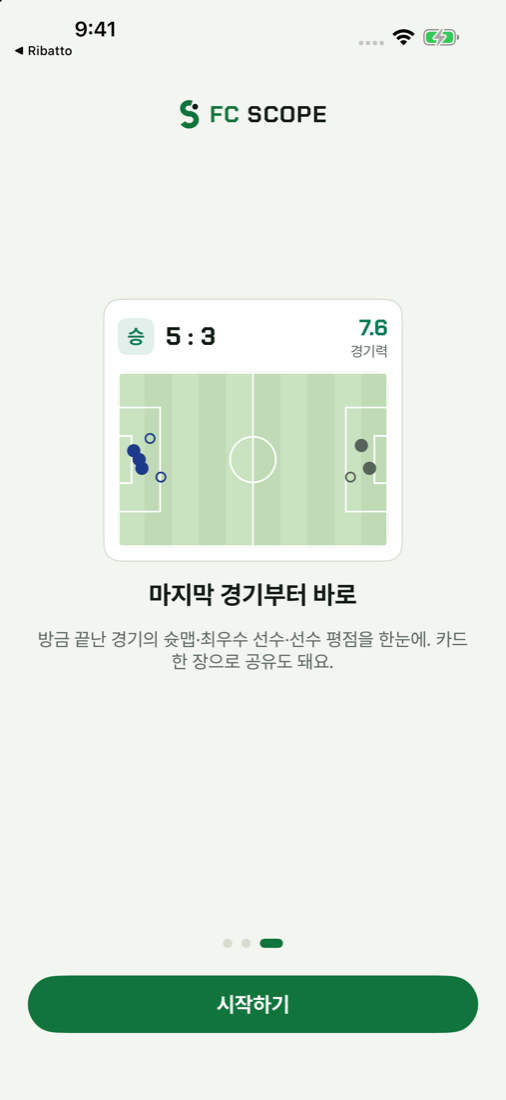 9:41
◀ Ribatto
FC SCOPE
승 5 : 3 7.6
경기력
마지막 경기부터 바로
방금 끝난 경기의 슛맵·최우수 선수·선수 평점을 한눈에. 카드
한 장으로 공유도 돼요.
시작하기